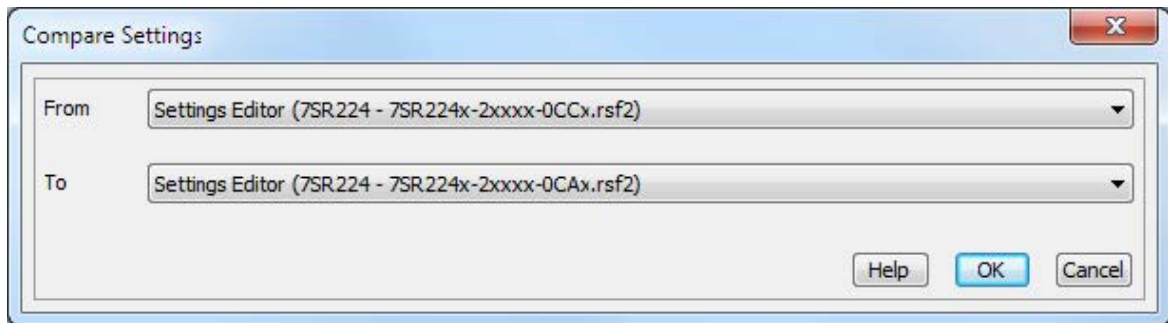 Compare Settings
From
Settings Editor (7SR224 - 7SR224x-2xxxx-0CCx.rsf2)
To
Settings Editor (7SR224 - 7SR224x-2xxxx-0CAx.rsf2)
Help OK Cancel